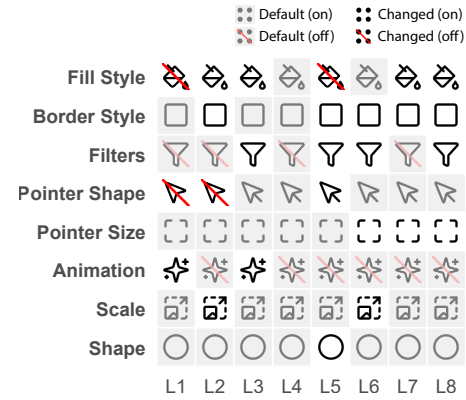 Default (on) Changed (on)
Default (off) Changed (off)
Fill Style
Border Style
Filters
Pointer Shape
Pointer Size
Animation
Scale
Shape
L1 L2 L3 L4 L5 L6 L7 L8